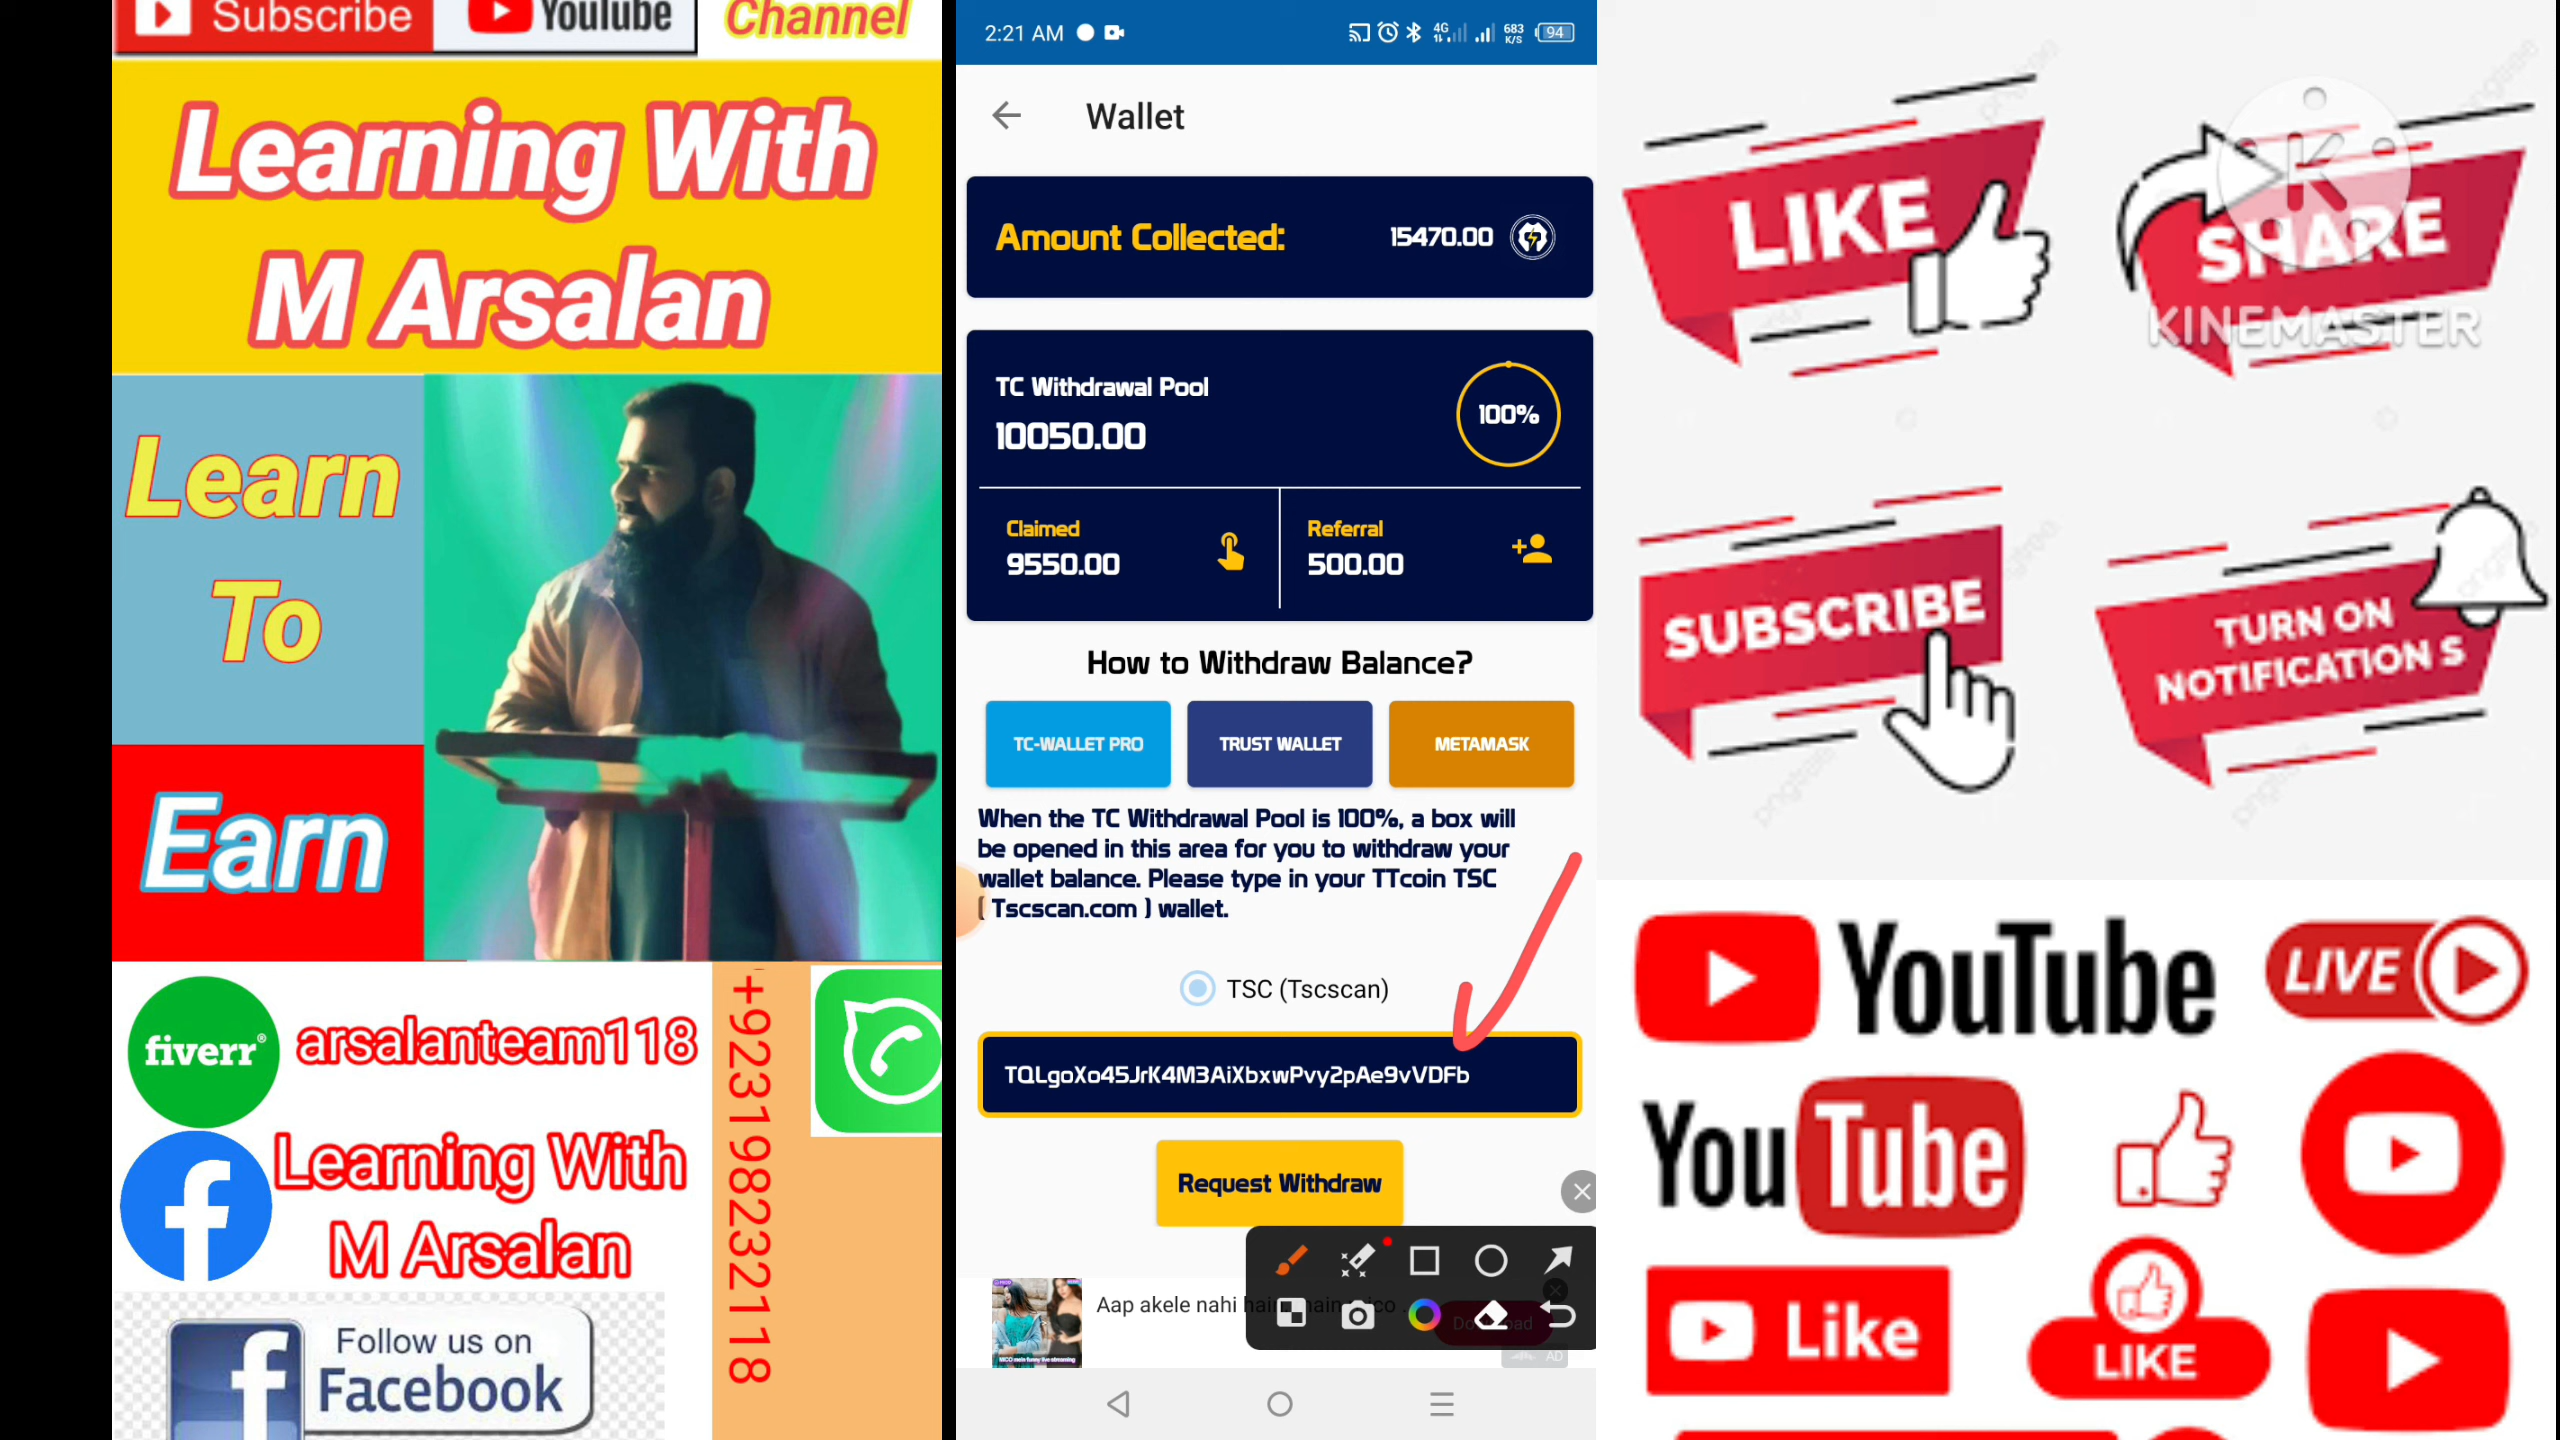 Subscribe
YouTube
Channel
Learning With
M Arsalan
Learn
To
Earn
fiverr®
arsalanteam118
Learning With
M Arsalan
+923198232118
Follow us on
Facebook
2:21 AM
4G
683
K/S
94
Wallet
Amount Collected:
15470.00
TC Withdrawal Pool
10050.00
100%
Claimed
9550.00
Referral
500.00
How to Withdraw Balance?
TC-WALLET PRO
TRUST WALLET
METAMASK
When the TC Withdrawal Pool is 100%, a box will
be opened in this area for you to withdraw your
wallet balance. Please type in your TTcoin TSC
( Tscscan.com ) wallet.
TSC (Tscscan)
TQLgoXo45JrK4M3AiXbxwPvy2pAe9vVDFb
Request Withdraw
Aap akele nahi
AD
LIKE
SHARE
K
KINEMASTER
SUBSCRIBE
TURN ON
NOTIFICATION S
YouTube
LIVE
YouTube
Like
LIKE